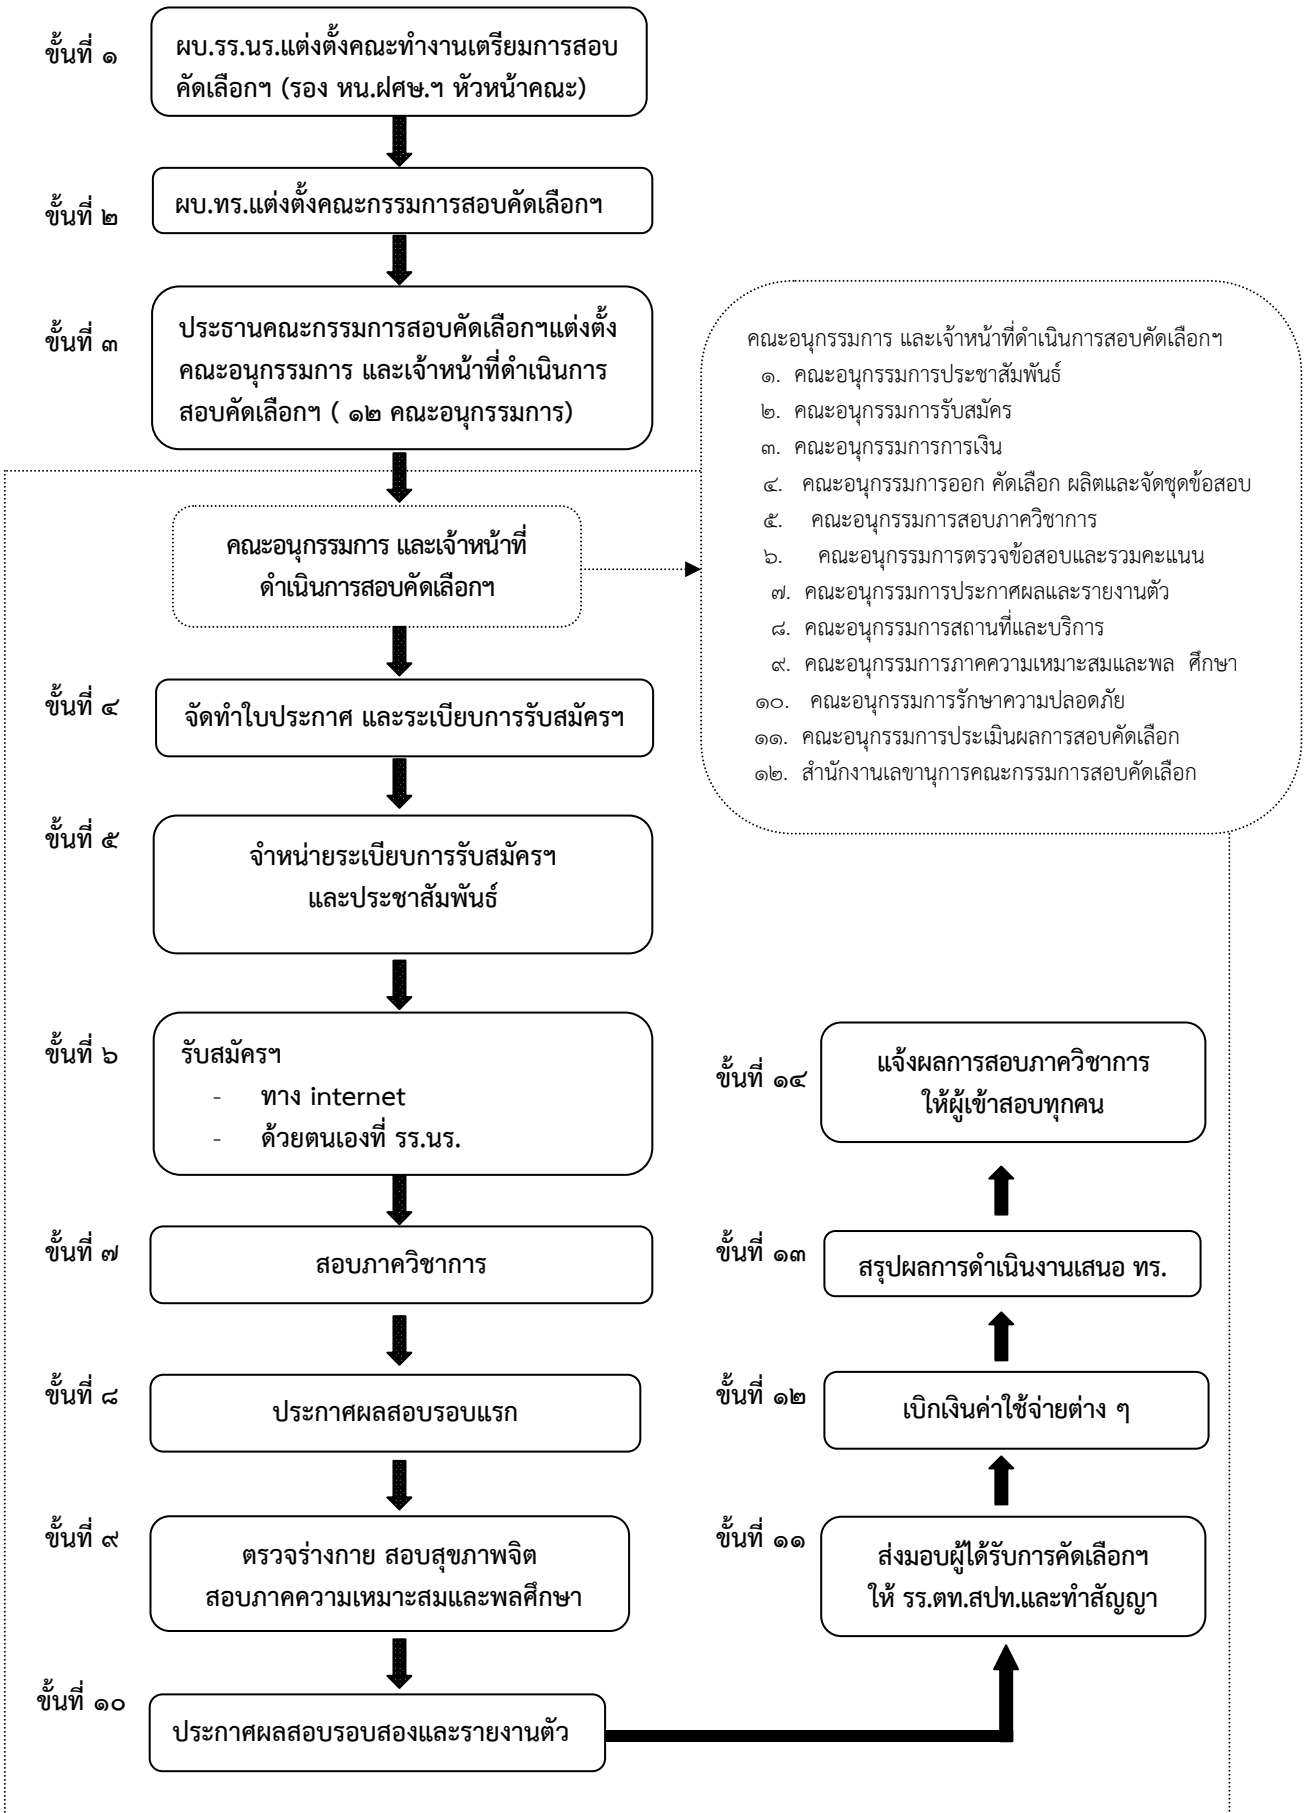 ขั้นที่ ๑
ผบ.รร.นร.แต่งตั้งคณะทำงานเตรียมการสอบ
คัดเลือกฯ (รอง หน.ฝศษ.ฯ หัวหน้าคณะ)
ขั้นที่ ๒
ผบ.ทร.แต่งตั้งคณะกรรมการสอบคัดเลือกฯ
ขั้นที่ ๓
ประธานคณะกรรมการสอบคัดเลือกฯแต่งตั้ง
คณะอนุกรรมการ และเจ้าหน้าที่ดำเนินการ
สอบคัดเลือกฯ ( ๑๒ คณะอนุกรรมการ)
คณะอนุกรรมการ และเจ้าหน้าที่
ดำเนินการสอบคัดเลือกฯ
คณะอนุกรรมการ และเจ้าหน้าที่ดำเนินการสอบคัดเลือกฯ
๑. คณะอนุกรรมการประชาสัมพันธ์
๒. คณะอนุกรรมการรับสมัคร
๓. คณะอนุกรรมการการเงิน
๔. คณะอนุกรรมการออก คัดเลือก ผลิตและจัดชุดข้อสอบ
๕. คณะอนุกรรมการสอบภาควิชาการ
๖. คณะอนุกรรมการตรวจข้อสอบและรวมคะแนน
๗. คณะอนุกรรมการประกาศผลและรายงานตัว
๘. คณะอนุกรรมการสถานที่และบริการ
๙. คณะอนุกรรมการภาคความเหมาะสมและพล ศึกษา
๑๐. คณะอนุกรรมการรักษาความปลอดภัย
๑๑. คณะอนุกรรมการประเมินผลการสอบคัดเลือก
๑๒. สำนักงานเลขานุการคณะกรรมการสอบคัดเลือก
ขั้นที่ ๔
จัดทำใบประกาศ และระเบียบการรับสมัครฯ
ขั้นที่ ๕
จำหน่ายระเบียบการรับสมัครฯ
และประชาสัมพันธ์
ขั้นที่ ๖
รับสมัครฯ
- ทาง internet
- ด้วยตนเองที่ รร.นร.
ขั้นที่ ๗
สอบภาควิชาการ
ขั้นที่ ๘
ประกาศผลสอบรอบแรก
ขั้นที่ ๙
ตรวจร่างกาย สอบสุขภาพจิต
สอบภาคความเหมาะสมและพลศึกษา
ขั้นที่ ๑๐
ประกาศผลสอบรอบสองและรายงานตัว
ขั้นที่ ๑๑
ส่งมอบผู้ได้รับการคัดเลือกฯ
ให้ รร.ตท.สปท.และทำสัญญา
ขั้นที่ ๑๒
เบิกเงินค่าใช้จ่ายต่าง ๆ
ขั้นที่ ๑๓
สรุปผลการดำเนินงานเสนอ ทร.
ขั้นที่ ๑๔
แจ้งผลการสอบภาควิชาการ
ให้ผู้เข้าสอบทุกคน